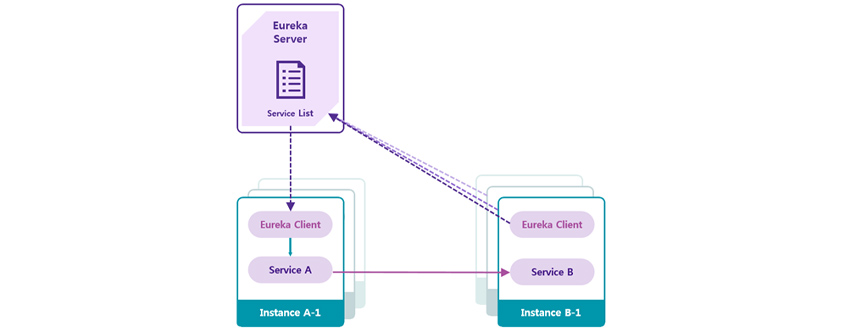 Eureka
Server
Service List
Eureka Client
Service A
Instance A-1
Eureka Client
Service B
Instance B-1